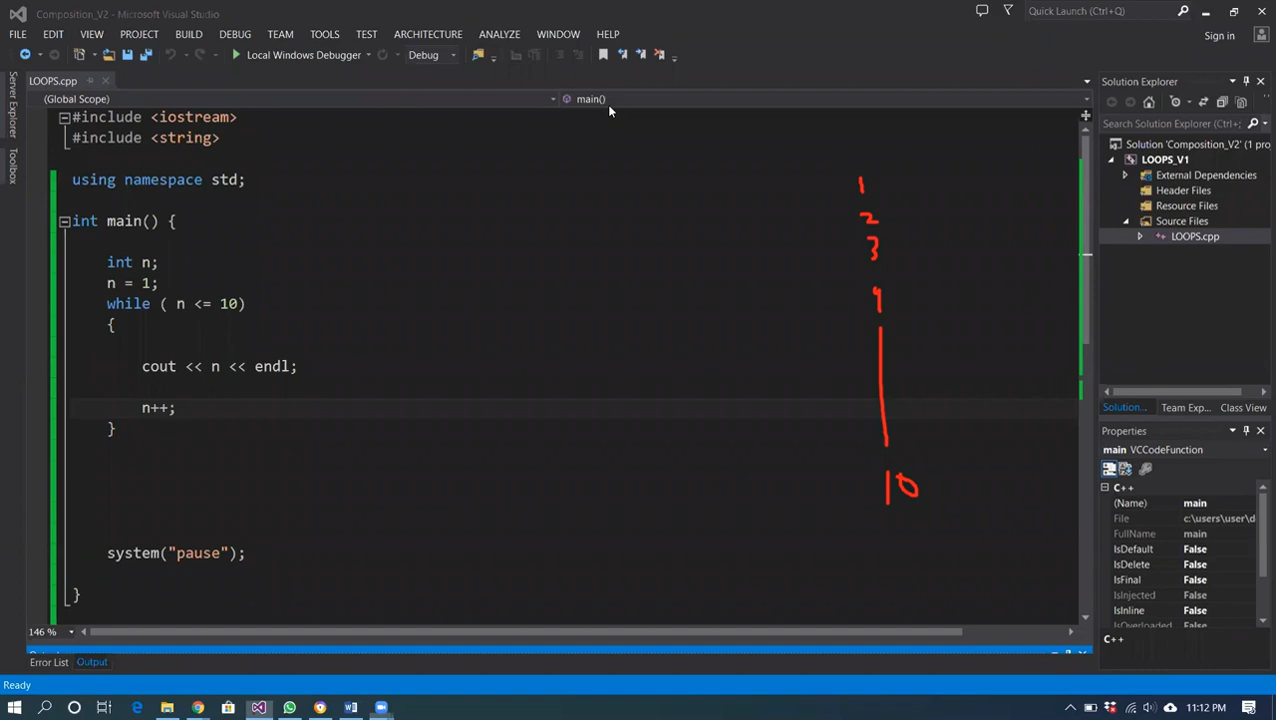 Composition_V2 - Microsoft Visual Studio
Quick Launch (Ctrl+Q)
FILE EDIT VIEW PROJECT BUILD DEBUG TEAM TOOLS TEST ARCHITECTURE ANALYZE WINDOW HELP
Sign in
Local Windows Debugger
Debug
Server Explorer
Toolbox
LOOPS.cpp
(Global Scope)
main()
#include <iostream>
#include <string>
using namespace std;
int main() {
int n;
n = 1;
while ( n <= 10)
{
cout << n << endl;
n++;
}
system("pause");
}
1
2
3
4
10
146 %
Error List Output
Ready
Solution Explorer
Search Solution Explorer (Ctrl+;)
Solution 'Composition_V2' (1 pro
LOOPS_V1
External Dependencies
Header Files
Resource Files
Source Files
LOOPS.cpp
Solution... Team Exp... Class View
Properties
main VCCodeFunction
C++
(Name) main
File c:\users\user\d
FullName main
IsDefault False
IsDelete False
IsFinal False
IsInjected False
IsInline True
IsOverloaded False
C++
11:12 PM